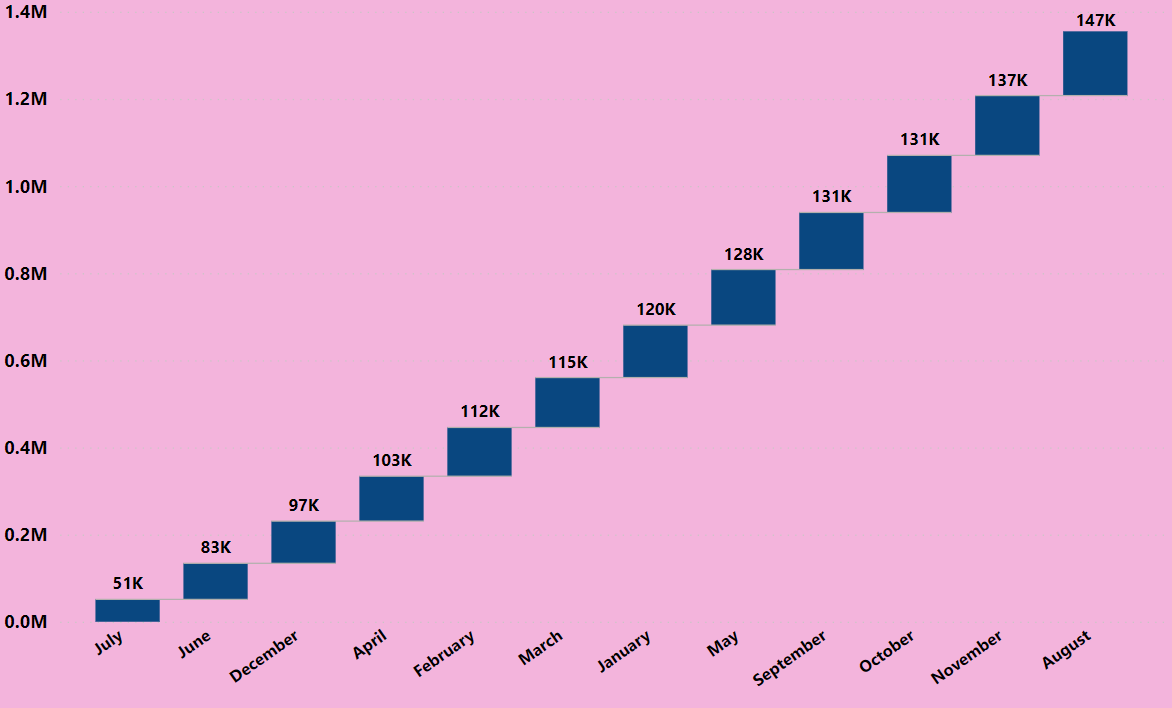 1.4M
1.2M
1.0M
0.8M
0.6M
0.4M
0.2M
0.0M
51K
83K
97K
103K
112K
115K
120K
128K
131K
131K
137K
147K
July
June
December
April
February
March
January
May
September
October
November
August